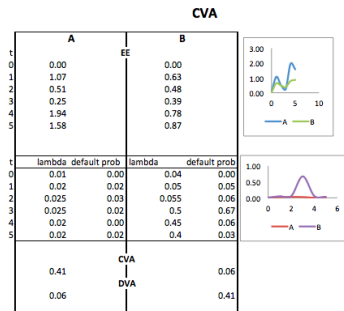 CVA
A B
t EE
0 0.00 0.00
1 1.07 0.63
2 0.51 0.48
3 0.25 0.39
4 1.94 0.78
5 1.58 0.87
3.00
2.00
1.00
0.00
0 5 10
A B
t lambda default prob lambda default prob
0 0.01 0.00 0.04 0.00
1 0.02 0.02 0.05 0.05
2 0.025 0.03 0.055 0.06
3 0.025 0.02 0.5 0.67
4 0.02 0.00 0.45 0.06
5 0.02 0.02 0.4 0.03
1.00
0.50
0.00
0 2 4 6
A B
CVA
0.41 0.06
DVA
0.06 0.41